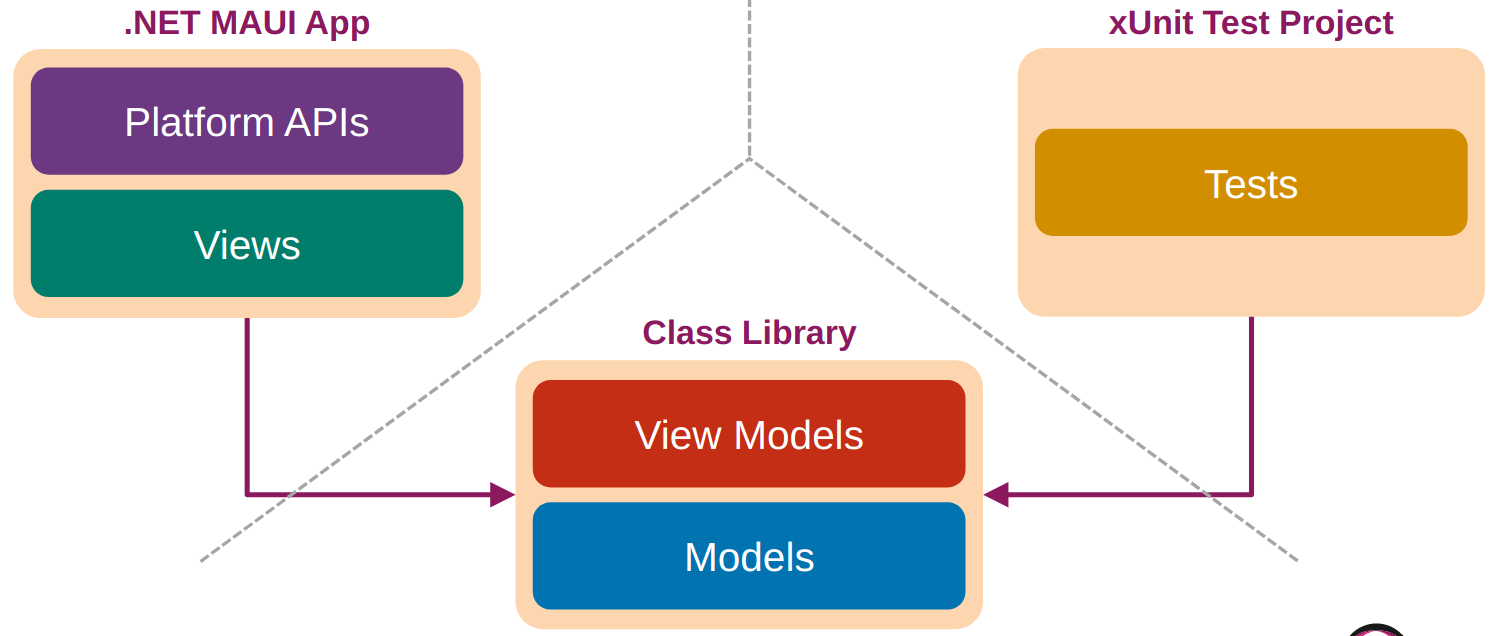 .NET MAUI App
Platform APIs
Views
xUnit Test Project
Tests
Class Library
View Models
Models